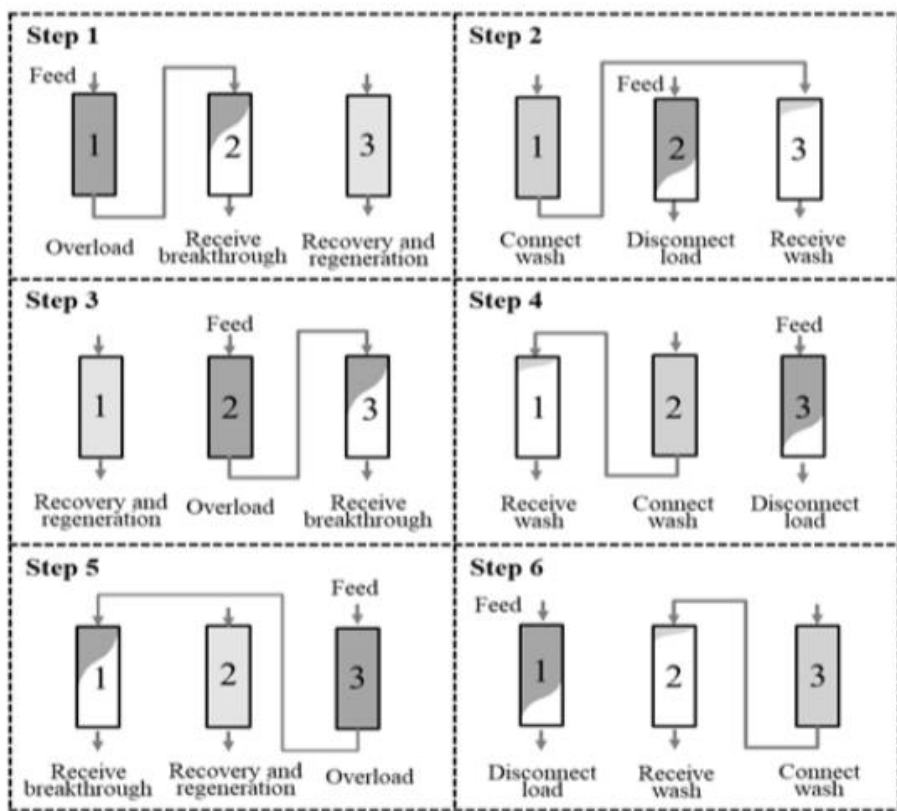 Step 1
Feed
1
2
3
Overload
Receive
breakthrough
Recovery and
regeneration
Step 2
Feed
1
2
3
Connect
wash
Disconnect
load
Receive
wash
Step 3
Feed
1
2
3
Recovery and
regeneration
Overload
Receive
breakthrough
Step 4
Feed
1
2
3
Receive
wash
Connect
wash
Disconnect
load
Step 5
Feed
1
2
3
Receive
breakthrough
Recovery and
regeneration
Overload
Step 6
Feed
1
2
3
Disconnect
load
Receive
wash
Connect
wash